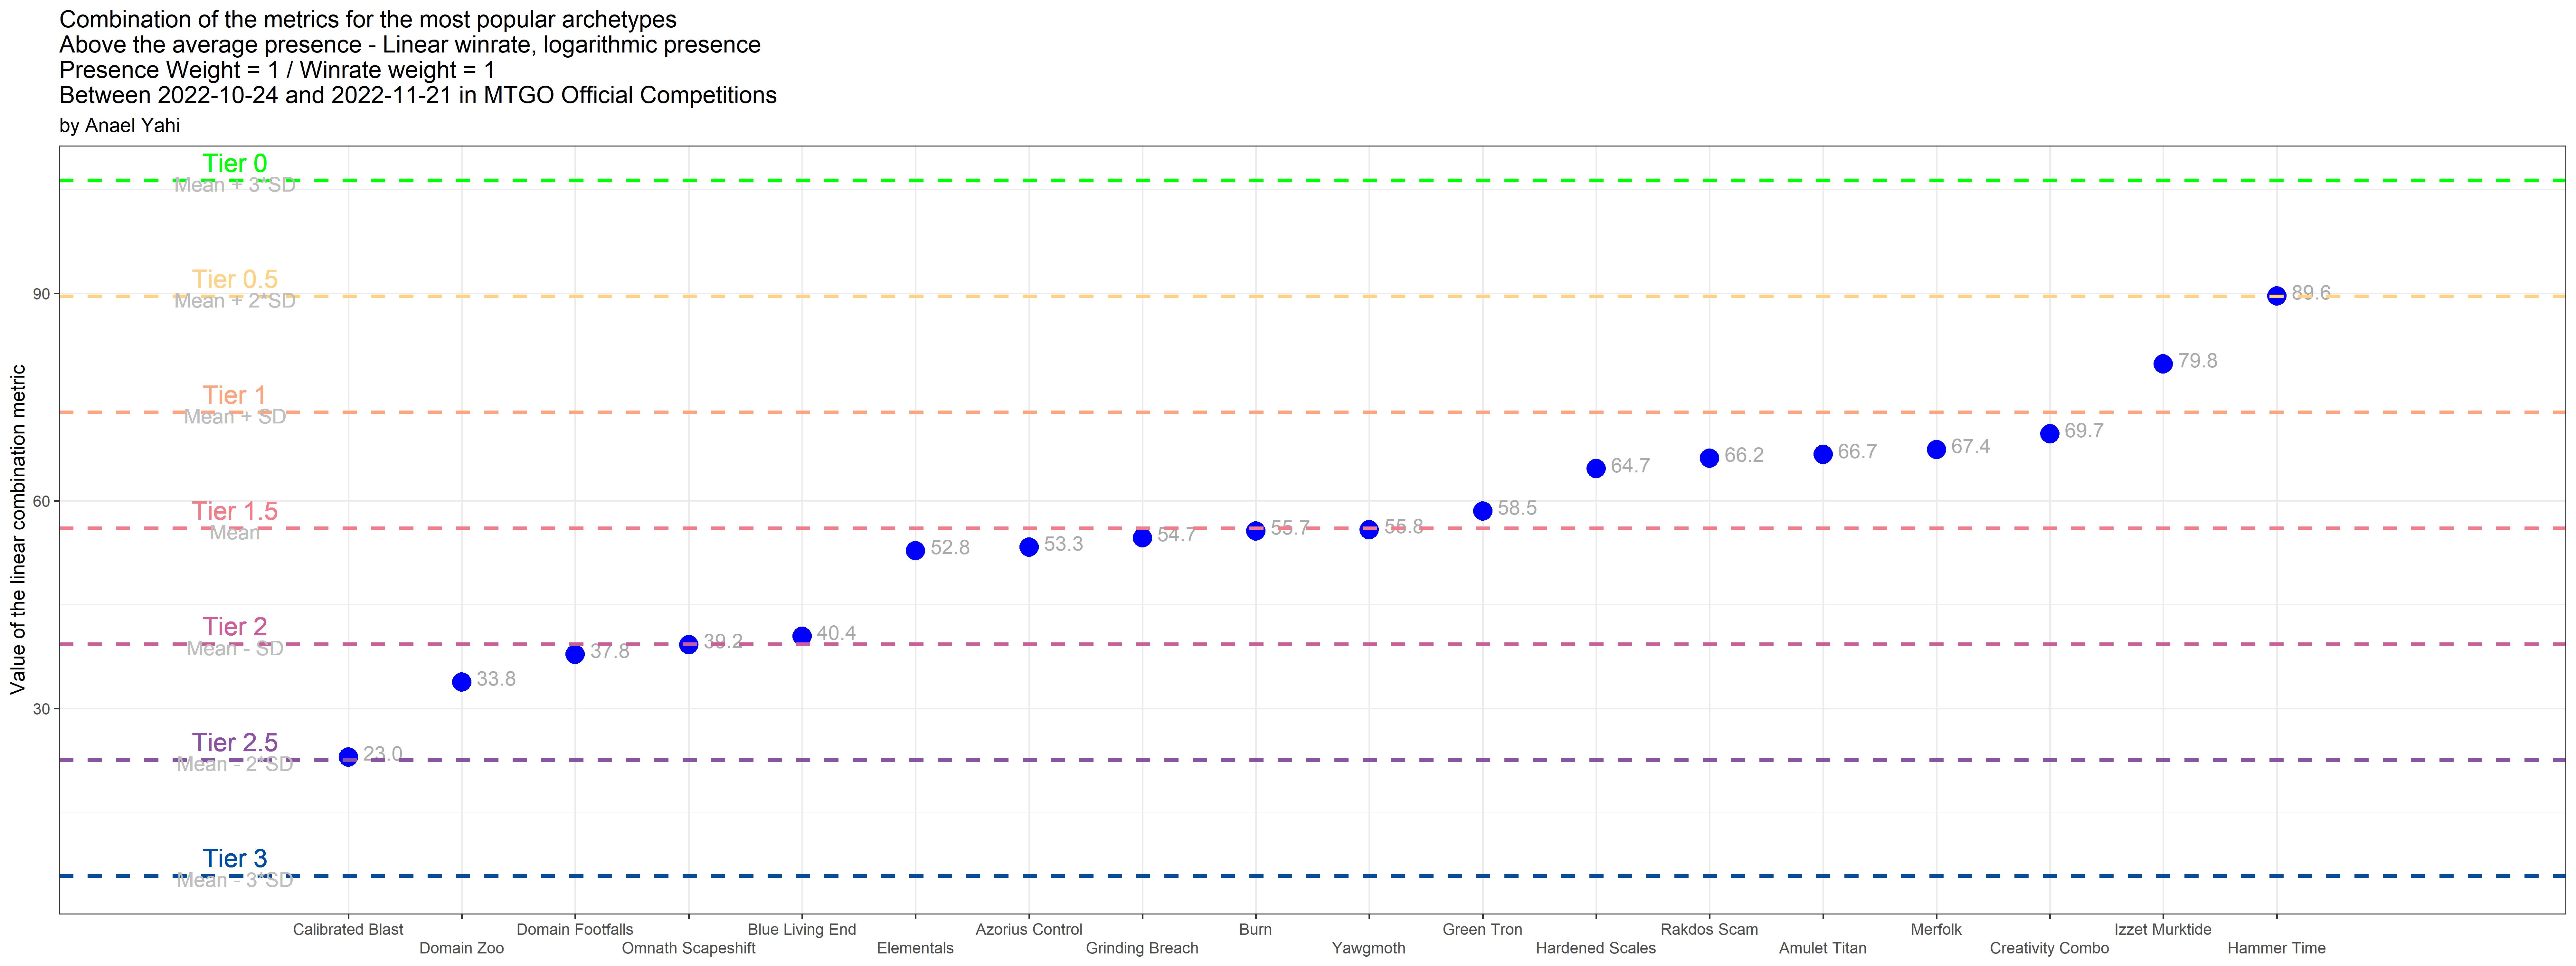 Combination of the metrics for the most popular archetypes
Above the average presence - Linear winrate, logarithmic presence
Presence Weight = 1 / Winrate weight = 1
Between 2022-10-24 and 2022-11-21 in MTGO Official Competitions
by Anael Yahi
Value of the linear combination metric
Tier 0
Mean + 3*SD
Tier 0.5
Mean + 2*SD
90
89.6
79.8
Tier 1
Mean + SD
69.7
67.4
66.7
66.2
64.7
60
58.5
Tier 1.5
Mean
55.8
55.7
54.7
53.3
52.8
Tier 2
Mean - SD
40.4
39.2
37.8
33.8
30
Tier 2.5
Mean - 2*SD
23.0
Tier 3
Mean - 3*SD
Calibrated Blast
Domain Zoo
Domain Footfalls
Omnath Scapeshift
Blue Living End
Elementals
Azorius Control
Grinding Breach
Burn
Yawgmoth
Green Tron
Hardened Scales
Rakdos Scam
Amulet Titan
Merfolk
Creativity Combo
Izzet Murktide
Hammer Time